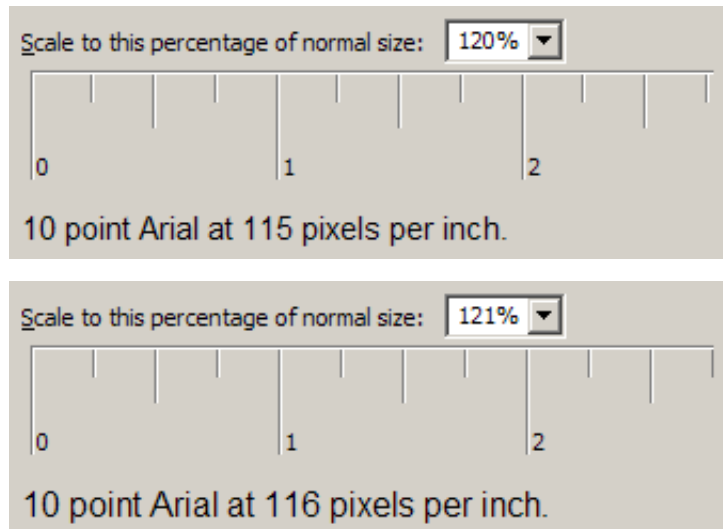 Scale to this percentage of normal size: 120%
0 1 2
10 point Arial at 115 pixels per inch.
Scale to this percentage of normal size: 121%
0 1 2
10 point Arial at 116 pixels per inch.